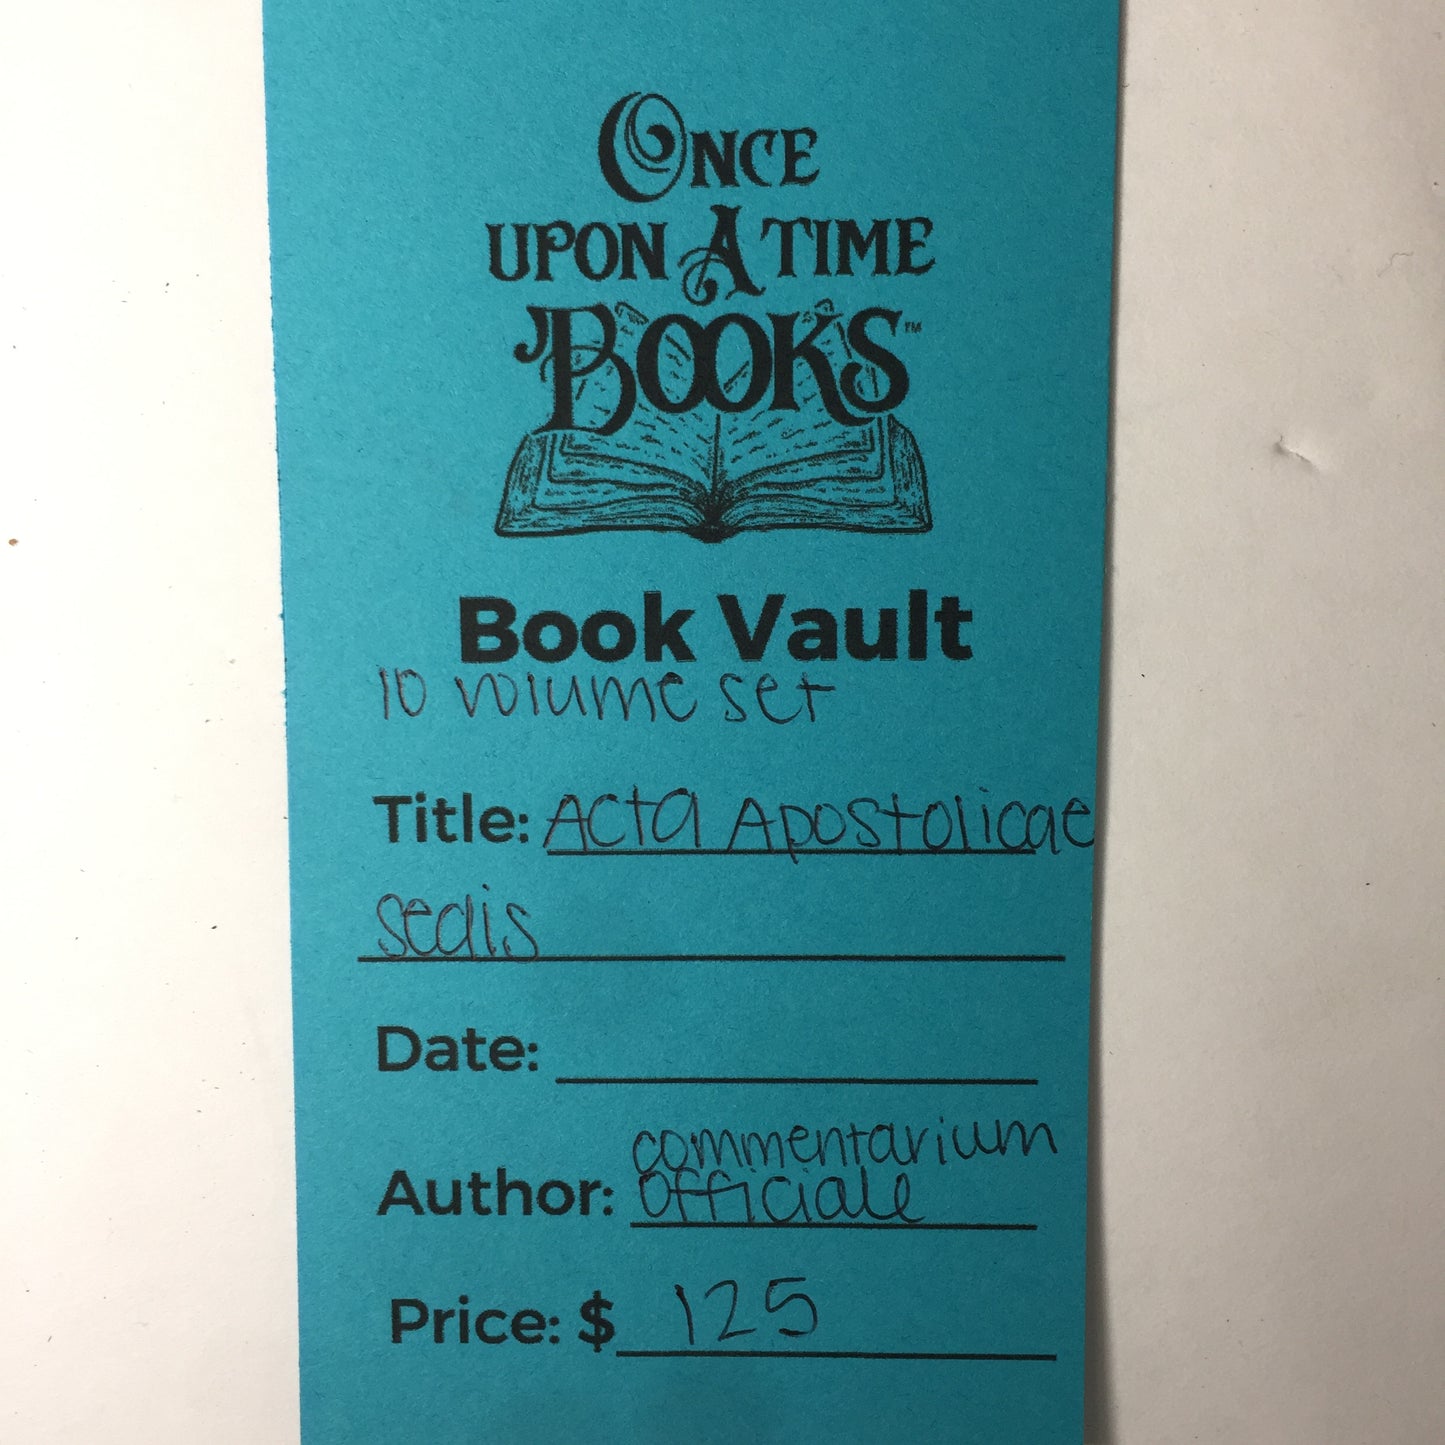 ONCE
UPON A TIME
BOOKS™
Book Vault
10 volume set
Title: Acta Apostolicae
sedis
Date:
commentarium
Author: officiale
Price: $ 125